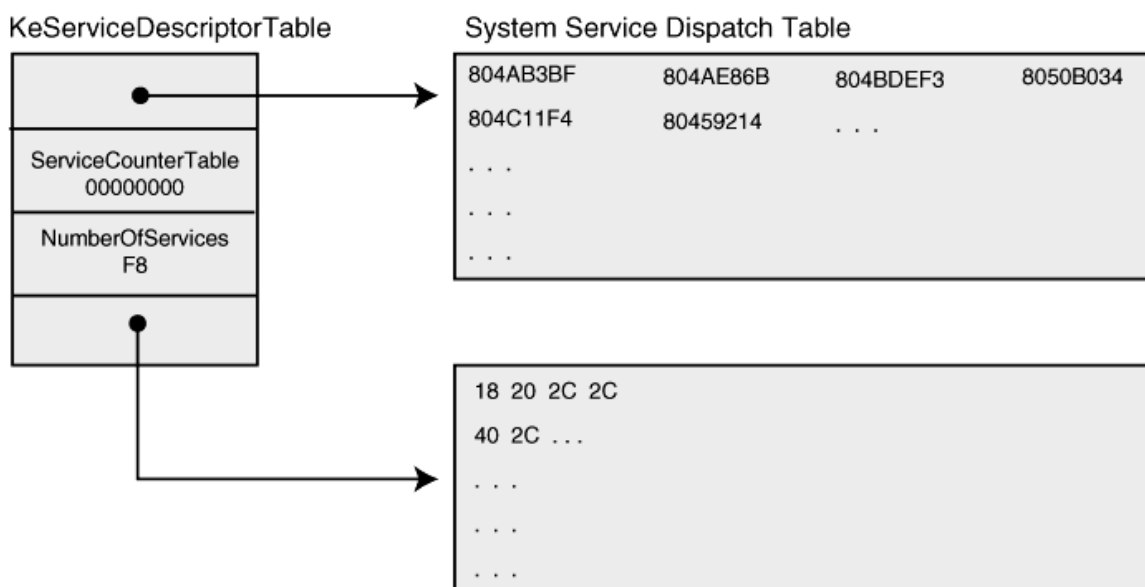 KeServiceDescriptorTable
ServiceCounterTable
00000000
NumberOfServices
F8
System Service Dispatch Table
804AB3BF 804AE86B 804BDEF3 8050B034
804C11F4 80459214 . . .
. . .
. . .
. . .
18 20 2C 2C
40 2C ...
. . .
. . .
. . .